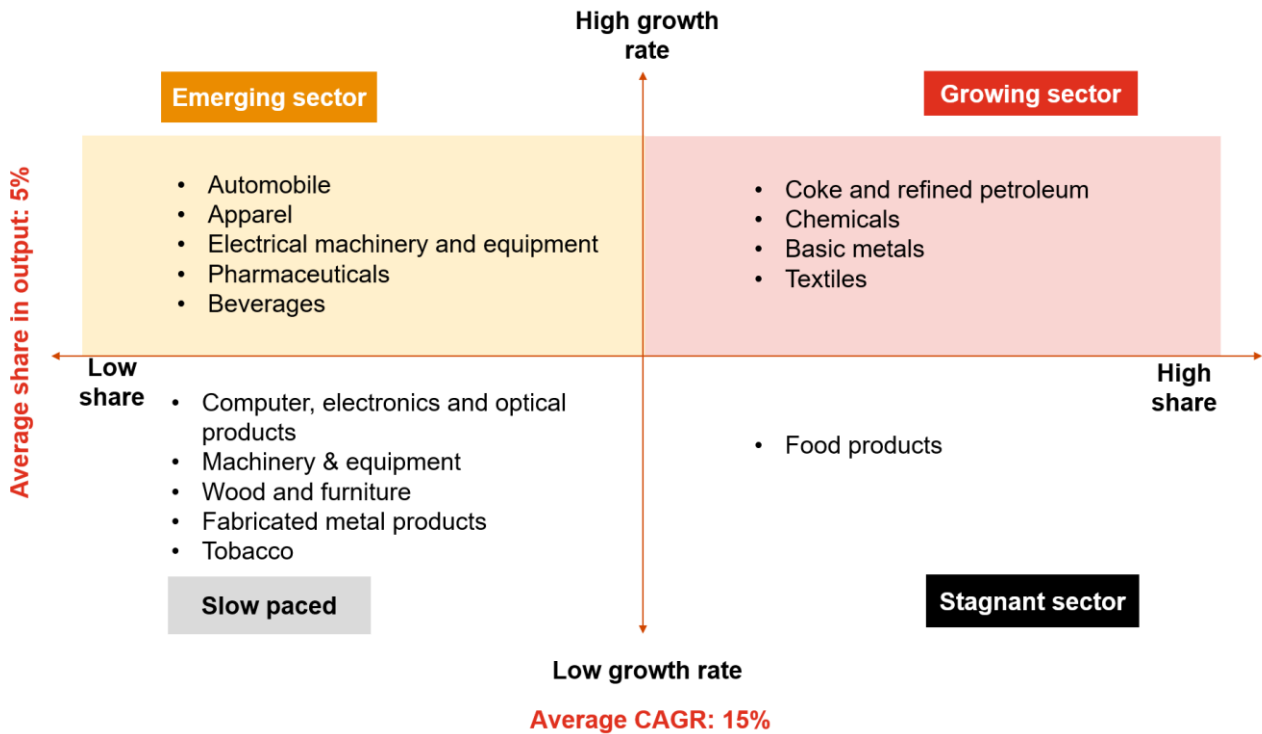 High growth
rate
Emerging sector
Growing sector
Average share in output: 5%
• Automobile
• Apparel
• Electrical machinery and equipment
• Pharmaceuticals
• Beverages
• Coke and refined petroleum
• Chemicals
• Basic metals
• Textiles
Low
share
High
share
• Computer, electronics and optical
products
• Machinery & equipment
• Wood and furniture
• Fabricated metal products
• Tobacco
• Food products
Slow paced
Stagnant sector
Low growth rate
Average CAGR: 15%